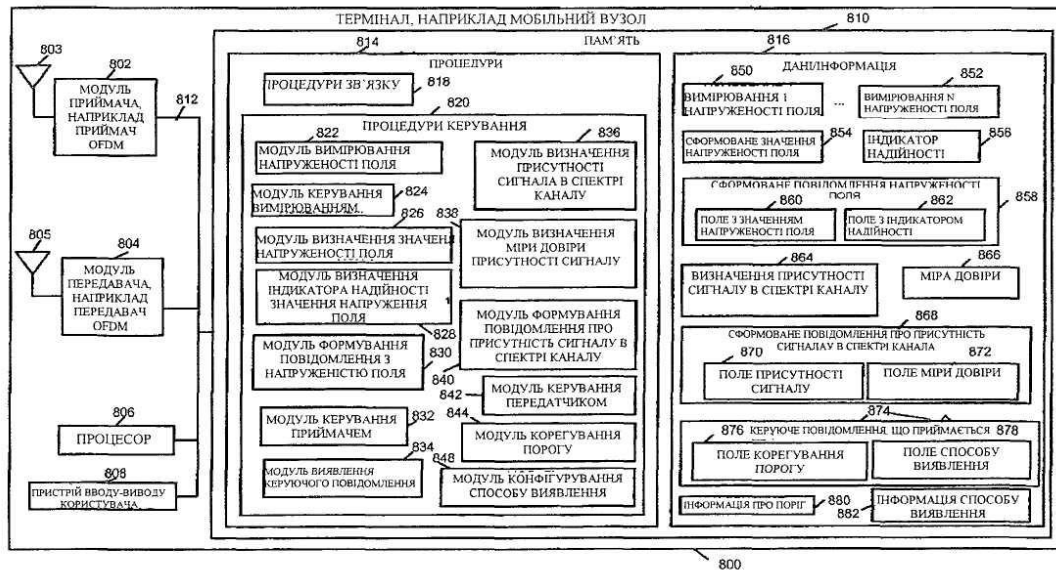 ТЕРМІНАЛ, НАПРИКЛАД МОБІЛЬНИЙ ВУЗОЛ
810
803
802
МОДУЛЬ
ПРИЙМАЧА,
НАПРИКЛАД
ПРИЙМАЧ
OFDM
812
805
804
МОДУЛЬ
ПЕРЕДАВАЧА,
НАПРИКЛАД
ПЕРЕДАВАЧ
OFDM
806
ПРОЦЕСОР
808
ПРИСТРІЙ ВВОДУ-ВИВОДУ
КОРИСТУВАЧА
ПАМ`ЯТЬ
814
ПРОЦЕДУРИ
ПРОЦЕДУРИ ЗВ`ЯЗКУ
818
820
ПРОЦЕДУРИ КЕРУВАННЯ
822
МОДУЛЬ ВИМІРЮВАННЯ
НАПРУЖЕНОСТІ ПОЛЯ
МОДУЛЬ КЕРУВАННЯ
ВИМІРЮВАННЯМ
824
826
МОДУЛЬ ВИЗНАЧЕННЯ ЗНАЧЕНЯ
НАПРУЖЕНОСТІ ПОЛЯ
МОДУЛЬ ВИЗНАЧЕННЯ
ІНДИКАТОРА НАДІЙНОСТІ
ЗНАЧЕННЯ НАПРУЖЕННЯ
ПОЛЯ
828
МОДУЛЬ ФОРМУВАННЯ
ПОВІДОМЛЕННЯ З
НАПРУЖЕНІСТЮ ПОЛЯ
830
МОДУЛЬ КЕРУВАННЯ
ПРИЙМАЧЕМ
832
834
МОДУЛЬ ВИЯВЛЕННЯ
КЕРУЮЧОГО ПОВІДОМЛЕННЯ
836
МОДУЛЬ ВИЗНАЧЕННЯ
ПРИСУТНОСТІ
СИГНАЛА В СПЕКТРІ
КАНАЛУ
838
МОДУЛЬ ВИЗНАЧЕННЯ
МІРИ ДОВІРИ
ПРИСУТНОСТІ СИГНАЛУ
МОДУЛЬ ФОРМУВАННЯ
ПОВІДОМЛЕННЯ ПРО
ПРИСУТНІСТЬ СИГНАЛУ В
СПЕКТРІ КАНАЛУ
840
842
МОДУЛЬ КЕРУВАННЯ
ПЕРЕДАТЧИКОМ
844
МОДУЛЬ КОРЕГУВАННЯ
ПОРОГУ
848
МОДУЛЬ КОНФІГУРУВАННЯ
СПОСОБУ ВИЯВЛЕННЯ
816
ДАНІ/ІНФОРМАЦІЯ
850
ВИМІРЮВАННЯ 1
НАПРУЖЕНОСТІ ПОЛЯ
...
852
ВИМІРЮВАННЯ N
НАПРУЖЕНОСТІ ПОЛЯ
СФОРМОВАНЕ ЗНАЧЕННЯ
НАПРУЖЕНОСТІ ПОЛЯ
854
ІНДИКАТОР
НАДІЙНОСТІ
856
СФОРМОВАНЕ ПОВІДОМЛЕННЯ НАПРУЖЕНОСТІ
ПОЛЯ
858
860
ПОЛЕ З ЗНАЧЕННЯМ
НАПРУЖЕНОСТІ ПОЛЯ
862
ПОЛЕ З ІНДИКАТОРОМ
НАДІЙНОСТІ
864
ВИЗНАЧЕННЯ ПРИСУТНОСТІ
СИГНАЛУ В СПЕКТРІ КАНАЛУ
866
МІРА ДОВІРИ
868
СФОРМОВАНЕ ПОВІДОМЛЕННЯ ПРО ПРИСУТНІСТЬ
СИГНАЛАУ В СПЕКТРІ КАНАЛА
870
ПОЛЕ ПРИСУТНОСТІ
СИГНАЛУ
872
ПОЛЕ МІРИ ДОВІРИ
874
КЕРУЮЧЕ ПОВІДОМЛЕННЯ, ЩО ПРИЙМАЄТЬСЯ
876
ПОЛЕ КОРЕГУВАННЯ
ПОРОГУ
878
ПОЛЕ СПОСОБУ
ВИЯВЛЕННЯ
ІНФОРМАЦІЯ ПРО ПОРІГ
880
882
ІНФОРМАЦІЯ СПОСОБУ
ВИЯВЛЕННЯ
800